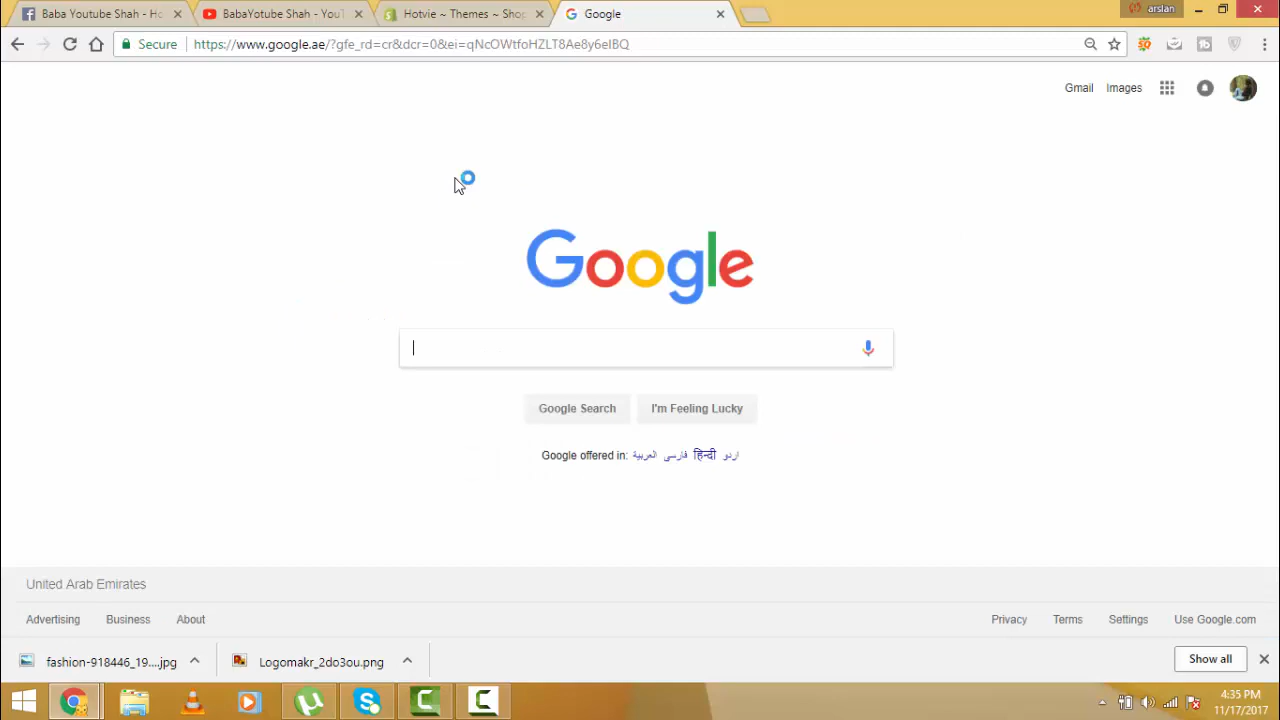 Baba Youtube Shah - Ho
BabaYotube Shah - YouT
Hotvie ~ Themes ~ Shop
Google
arslan
Secure
https://www.google.ae/?gfe_rd=cr&dcr=0&ei=qNcOWtfoHZLT8Ae8y6eIBQ
Gmail
Images
Google
Google Search
I'm Feeling Lucky
Google offered in: العربية فارسی हिन्दी اردو
United Arab Emirates
Advertising
Business
About
Privacy
Terms
Settings
Use Google.com
fashion-918446_19....jpg
Logomakr_2do3ou.png
Show all
4:35 PM
11/17/2017